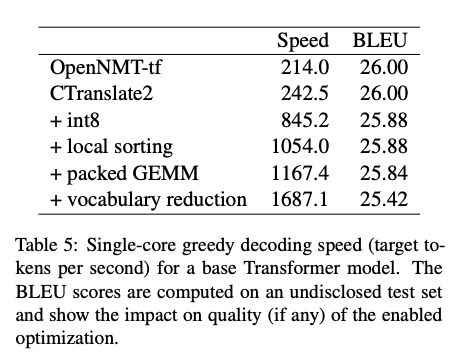 Speed BLEU
OpenNMT-tf 214.0 26.00
CTranslate2 242.5 26.00
+ int8 845.2 25.88
+ local sorting 1054.0 25.88
+ packed GEMM 1167.4 25.84
+ vocabulary reduction 1687.1 25.42
Table 5: Single-core greedy decoding speed (target to-
kens per second) for a base Transformer model. The
BLEU scores are computed on an undisclosed test set
and show the impact on quality (if any) of the enabled
optimization.